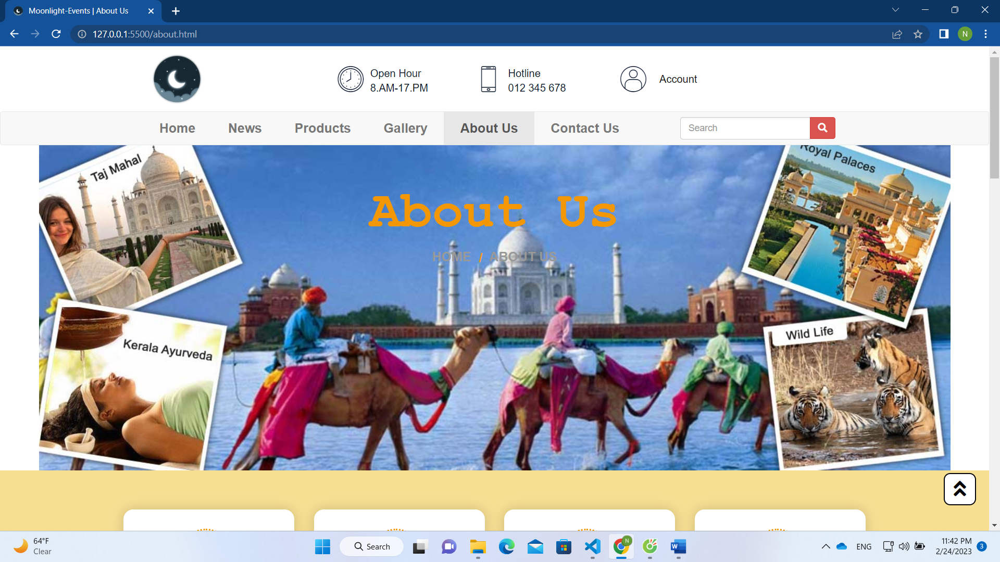 Moonlight-Events | About Us
127.0.0.1:5500/about.html
N
Open Hour
8.AM-17.PM
Hotline
012 345 678
Account
Home
News
Products
Gallery
About Us
Contact Us
Search
Taj Mahal
Royal Palaces
About Us
HOME / ABOUT US
Kerala Ayurveda
Wild Life
64°F
Clear
Search
N
W
ENG
11:42 PM
2/24/2023
3